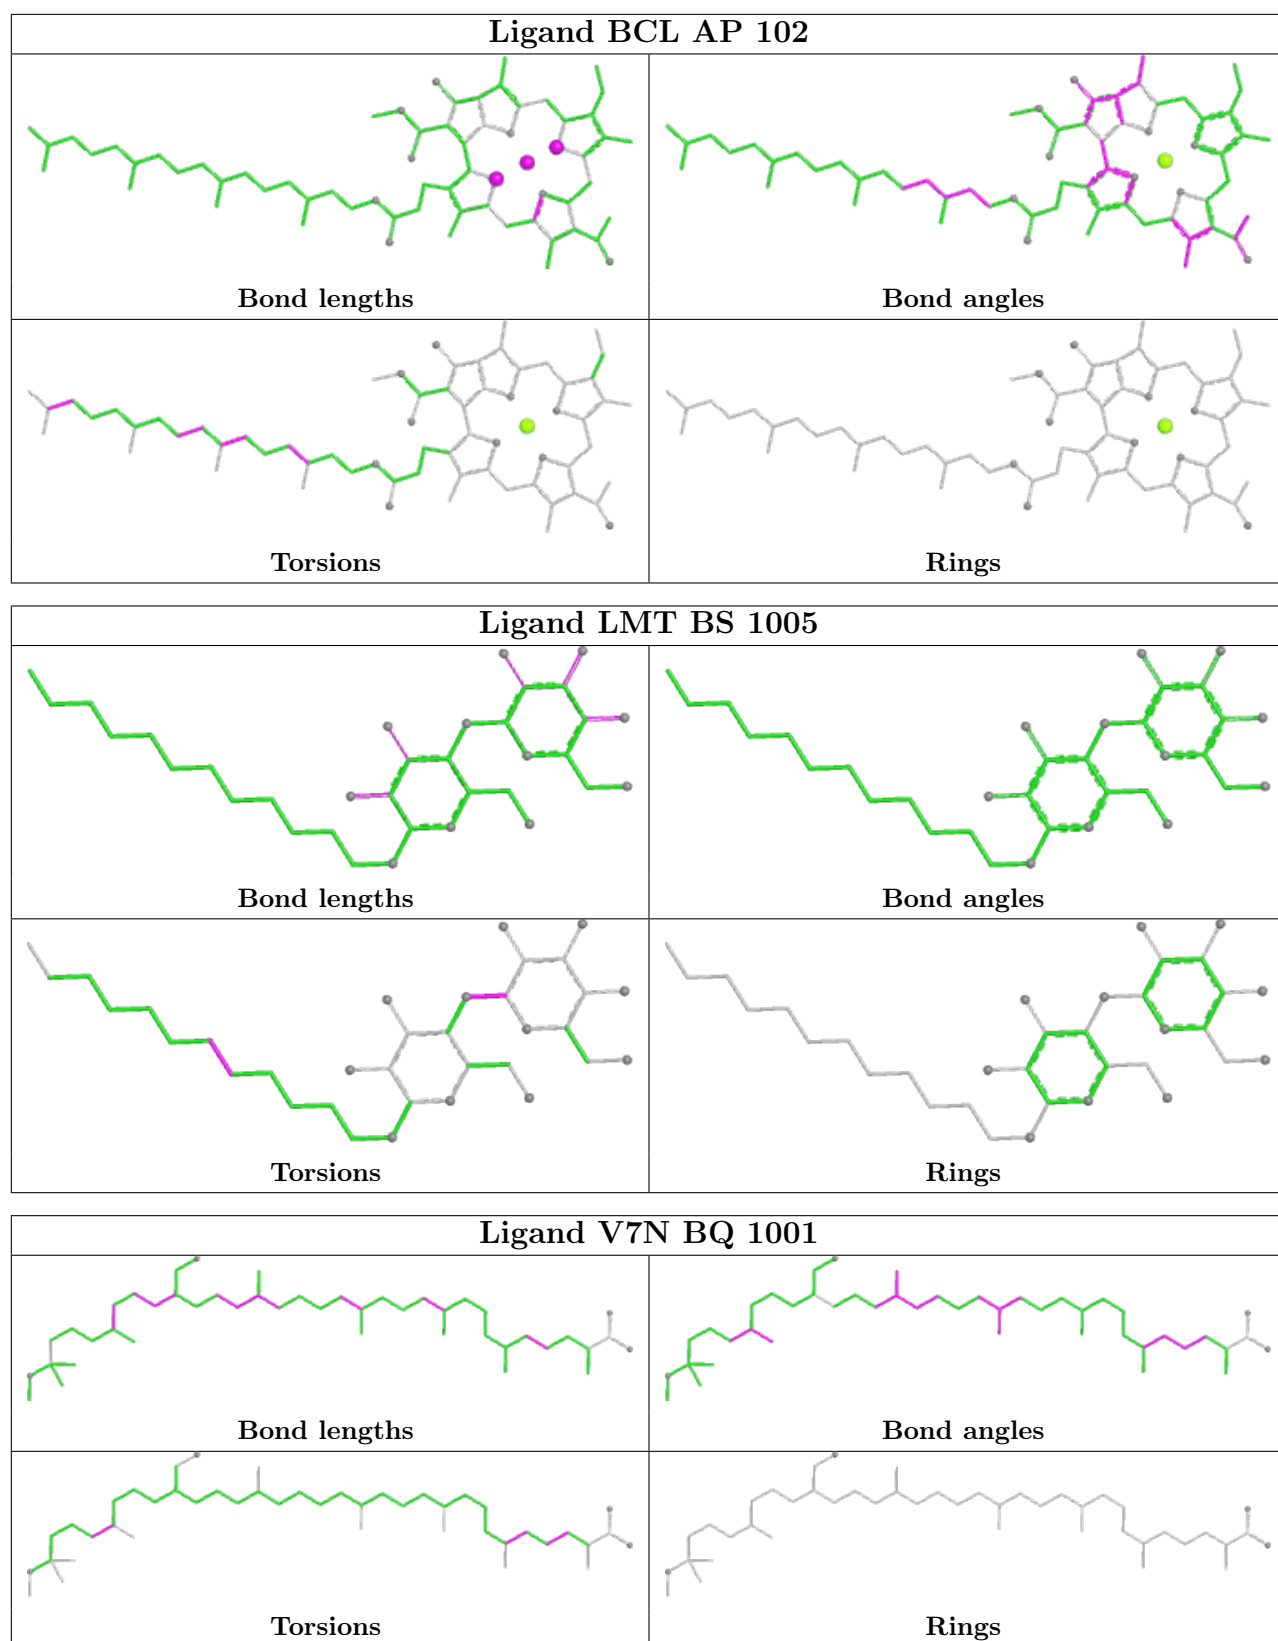 Ligand BCL AP 102
Bond lengths
Bond angles
Torsions
Rings
Ligand LMT BS 1005
Bond lengths
Bond angles
Torsions
Rings
Ligand V7N BQ 1001
Bond lengths
Bond angles
Torsions
Rings